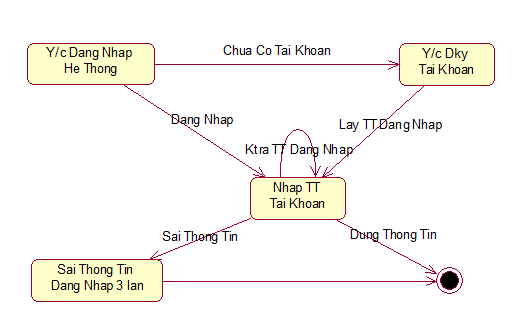 Y/c Dang Nhap
He Thong
Chua Co Tai Khoan
Y/c Dky
Tai Khoan
Dang Nhap
Lay TT Dang Nhap
Ktra TT Dang Nhap
Nhap TT
Tai Khoan
Sai Thong Tin
Dung Thong Tin
Sai Thong Tin
Dang Nhap 3 lan